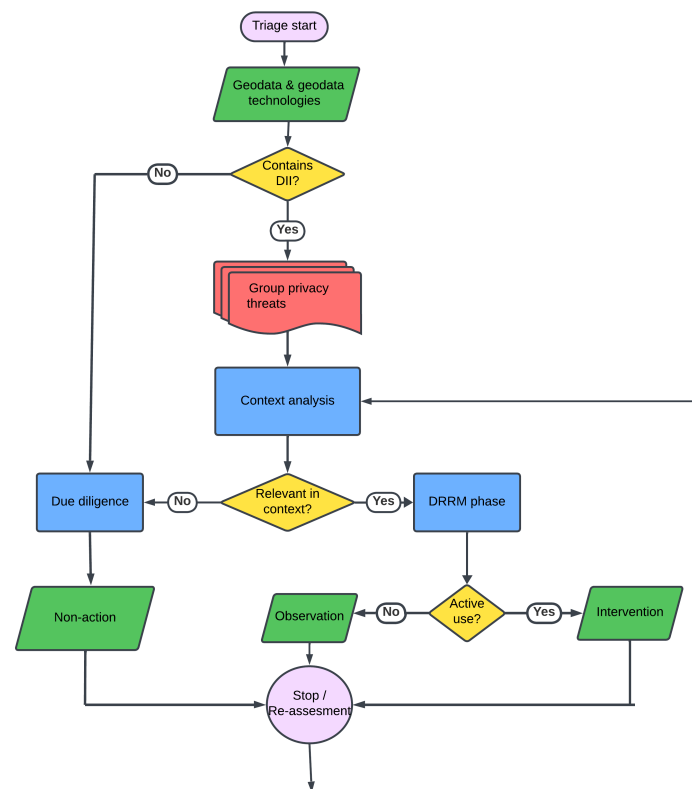 Triage start
Geodata & geodata
technologies
Contains
DII?
No
Yes
Group privacy
threats
Context analysis
Due diligence
No
Relevant in
context?
Yes
DRRM phase
Non-action
Observation
No
Active
use?
Yes
Intervention
Stop /
Re-assesment